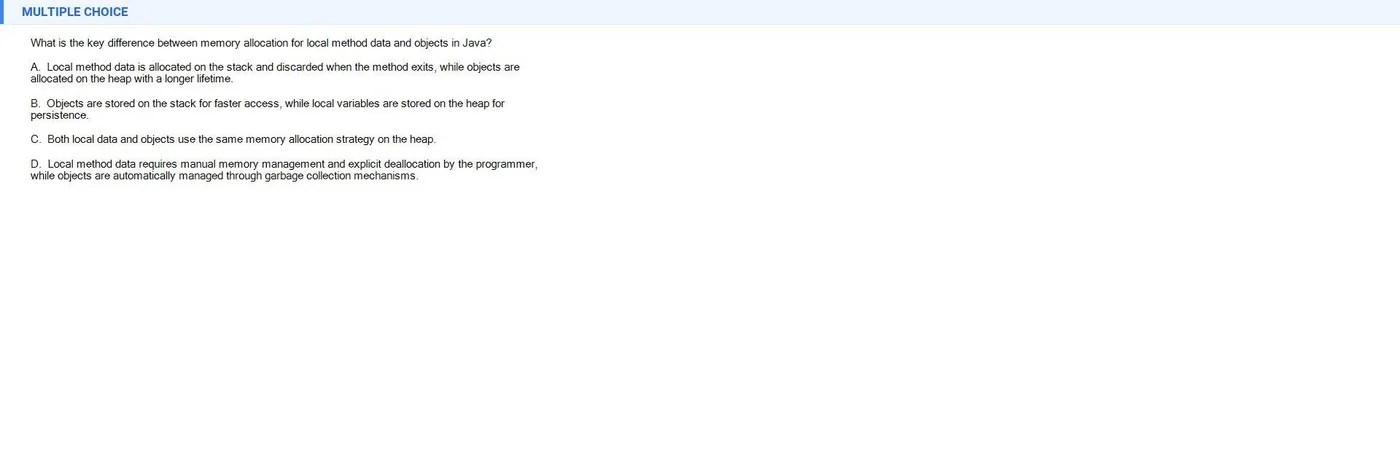 MULTIPLE CHOICE
What is the key difference between memory allocation for local method data and objects in Java?
A. Local method data is allocated on the stack and discarded when the method exits, while objects are
allocated on the heap with a longer lifetime.
B. Objects are stored on the stack for faster access, while local variables are stored on the heap for
persistence.
C. Both local data and objects use the same memory allocation strategy on the heap.
D. Local method data requires manual memory management and explicit deallocation by the programmer,
while objects are automatically managed through garbage collection mechanisms.